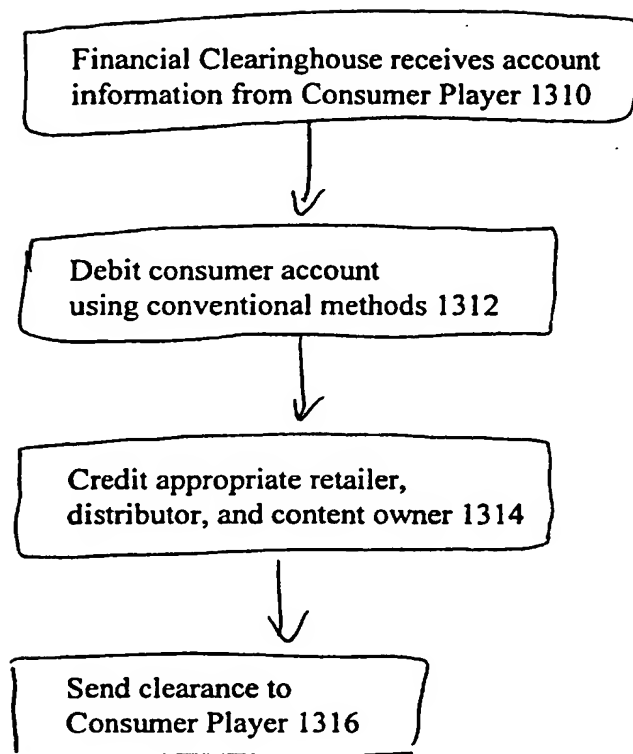 Financial Clearinghouse receives account
information from Consumer Player 1310
Debit consumer account
using conventional methods 1312
Credit appropriate retailer,
distributor, and content owner 1314
Send clearance to
Consumer Player 1316